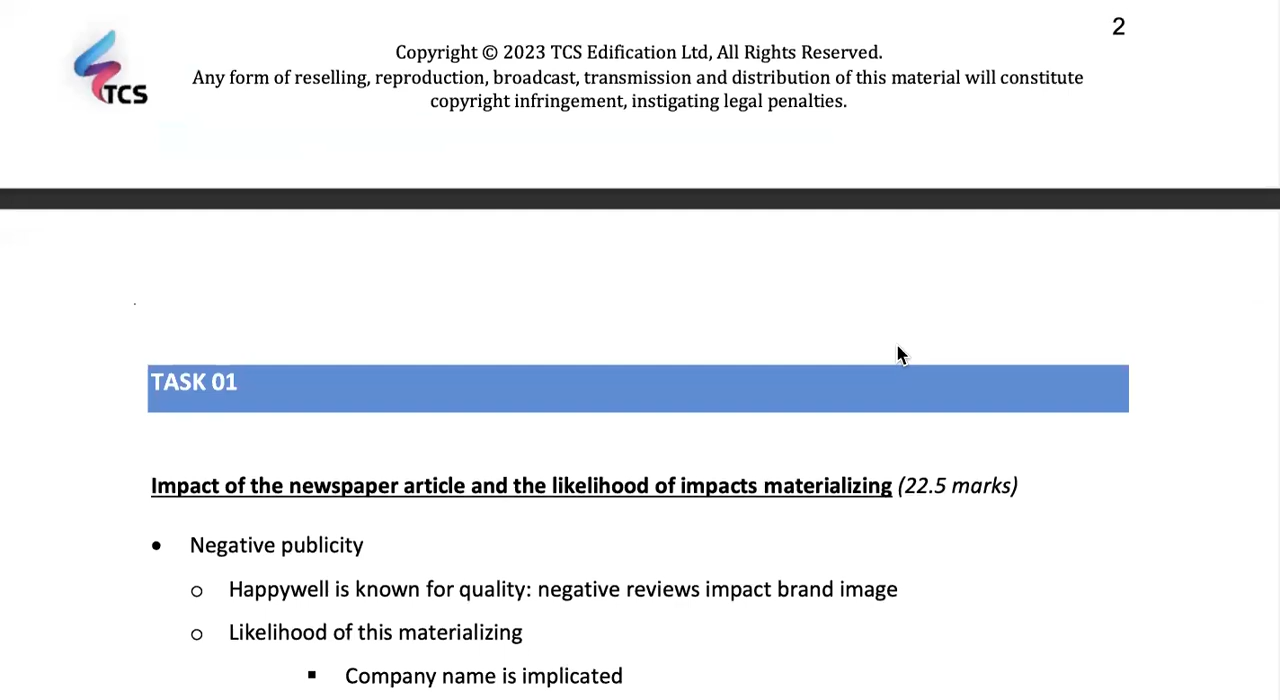 2
TCS
Copyright © 2023 TCS Edification Ltd, All Rights Reserved.
Any form of reselling, reproduction, broadcast, transmission and distribution of this material will constitute
copyright infringement, instigating legal penalties.
TASK 01
Impact of the newspaper article and the likelihood of impacts materializing (22.5 marks)
• Negative publicity
o Happywell is known for quality: negative reviews impact brand image
o Likelihood of this materializing
▪ Company name is implicated